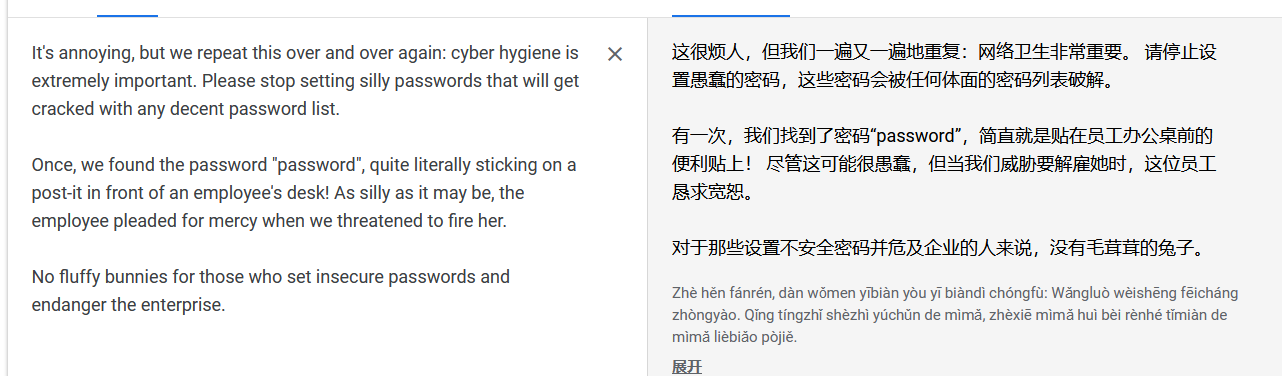 It's annoying, but we repeat this over and over again: cyber hygiene is
extremely important. Please stop setting silly passwords that will get
cracked with any decent password list.
Once, we found the password "password", quite literally sticking on a
post-it in front of an employee's desk! As silly as it may be, the
employee pleaded for mercy when we threatened to fire her.
No fluffy bunnies for those who set insecure passwords and
endanger the enterprise.
这很烦人，但我们一遍又一遍地重复：网络卫生非常重要。 请停止设
置愚蠢的密码，这些密码会被任何体面的密码列表破解。
有一次，我们找到了密码“password”，简直就是贴在员工办公桌前的
便利贴上！ 尽管这可能很愚蠢，但当我们威胁要解雇她时，这位员工
恳求宽恕。
对于那些设置不安全密码并危及企业的人来说，没有毛茸茸的兔子。
Zhè hěn fánrén, dàn wǒmen yībiàn yòu yī biàndì chóngfù: Wǎngluò wèishēng fēicháng
zhòngyào. Qǐng tíngzhǐ shèzhì yúchǔn de mìmǎ, zhèxiē mìmǎ huì bèi rènhé tǐmiàn de
mìmǎ lièbiǎo pòjiě.
展开